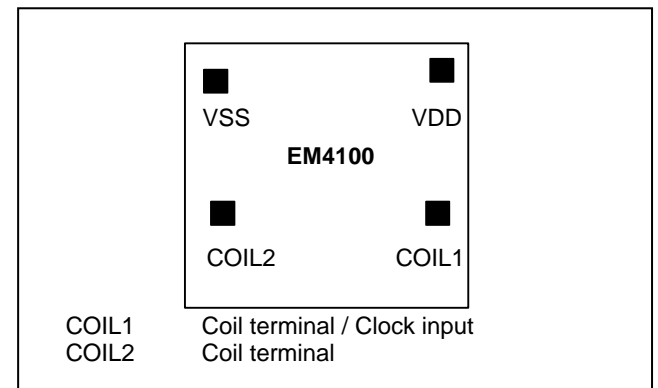 VSS VDD
EM4100
COIL2 COIL1
COIL1 Coil terminal / Clock input
COIL2 Coil terminal